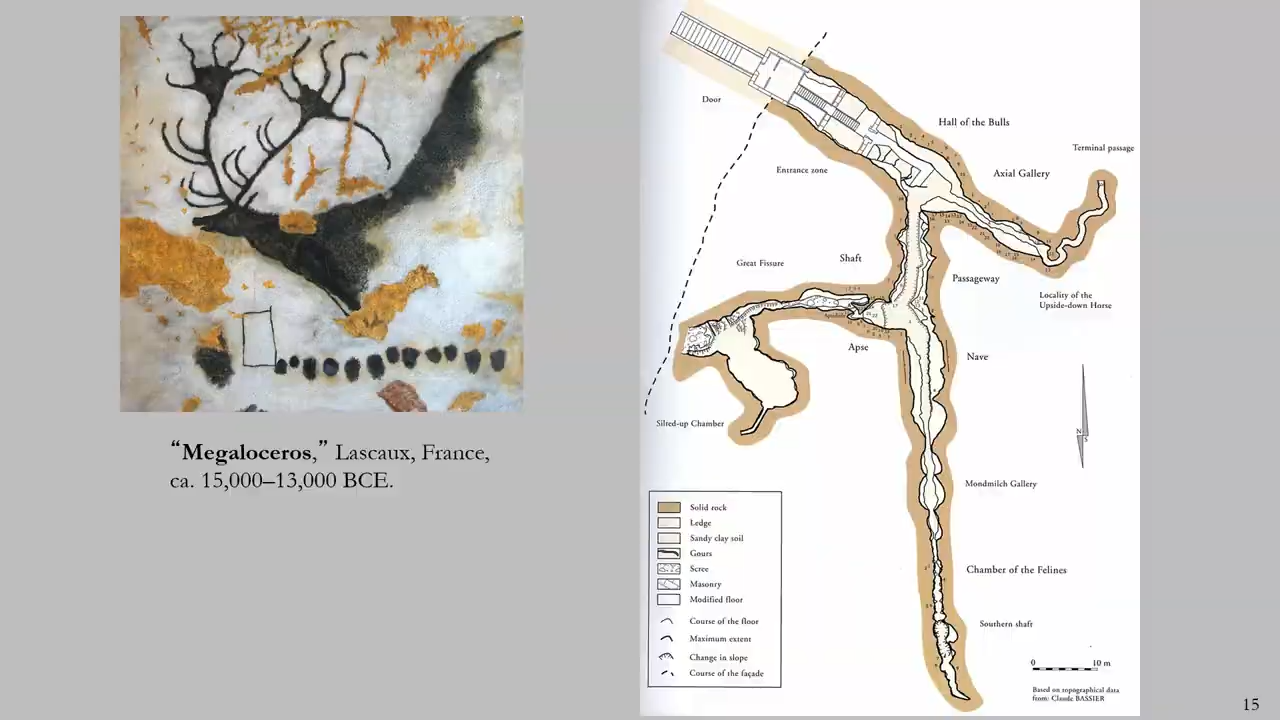 “Megaloceros,” Lascaux, France,
ca. 15,000–13,000 BCE.
Door
Hall of the Bulls
Terminal passage
Entrance zone
Axial Gallery
Great Fissure
Shaft
Passageway
Locality of the
Upside-down Horse
Apse
Nave
Silted-up Chamber
N
S
Mondmilch Gallery
Chamber of the Felines
Southern shaft
Solid rock
Ledge
Sandy clay soil
Gours
Scree
Masonry
Modified floor
Course of the floor
Maximum extent
Change in slope
Course of the façade
0 10 m
Based on topographical data
from: Claude BASSIER
15